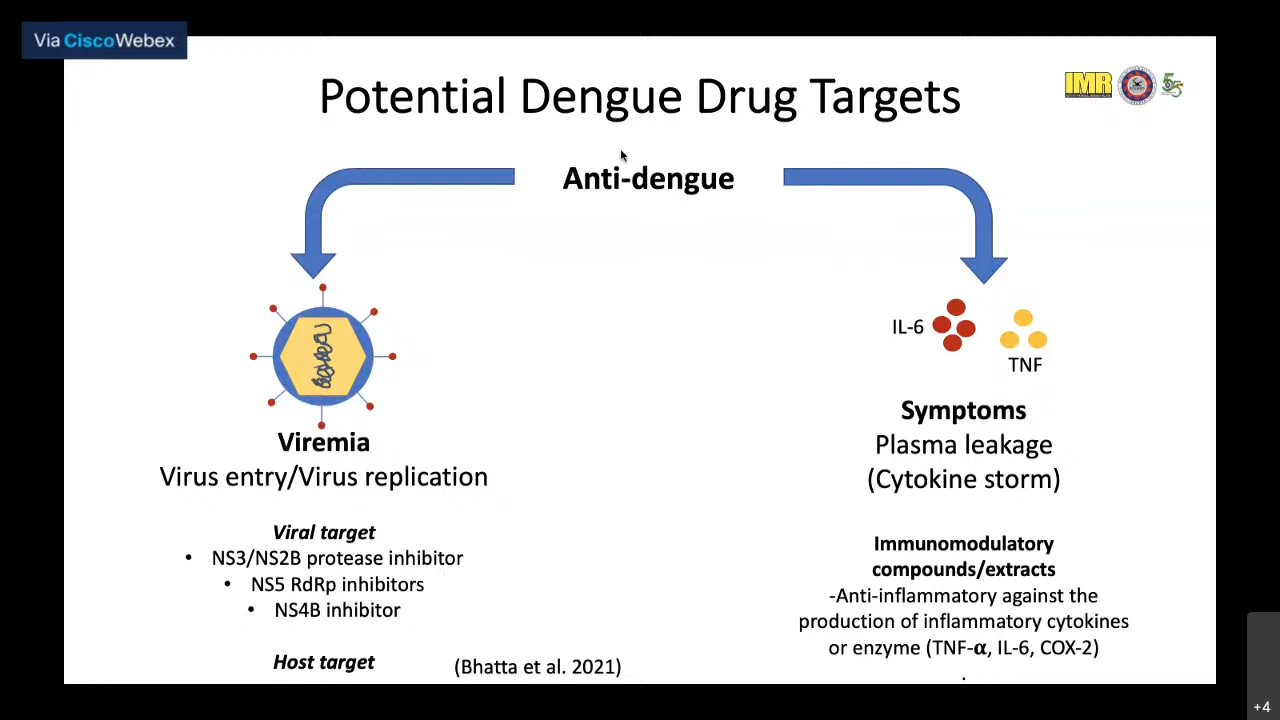 Via CiscoWebex
Potential Dengue Drug Targets
IMR
Anti-dengue
IL-6
TNF
Viremia
Virus entry/Virus replication
Viral target
• NS3/NS2B protease inhibitor
• NS5 RdRp inhibitors
• NS4B inhibitor
Host target
(Bhatta et al. 2021)
Symptoms
Plasma leakage
(Cytokine storm)
Immunomodulatory
compounds/extracts
-Anti-inflammatory against the
production of inflammatory cytokines
or enzyme (TNF-α, IL-6, COX-2)
.
+4